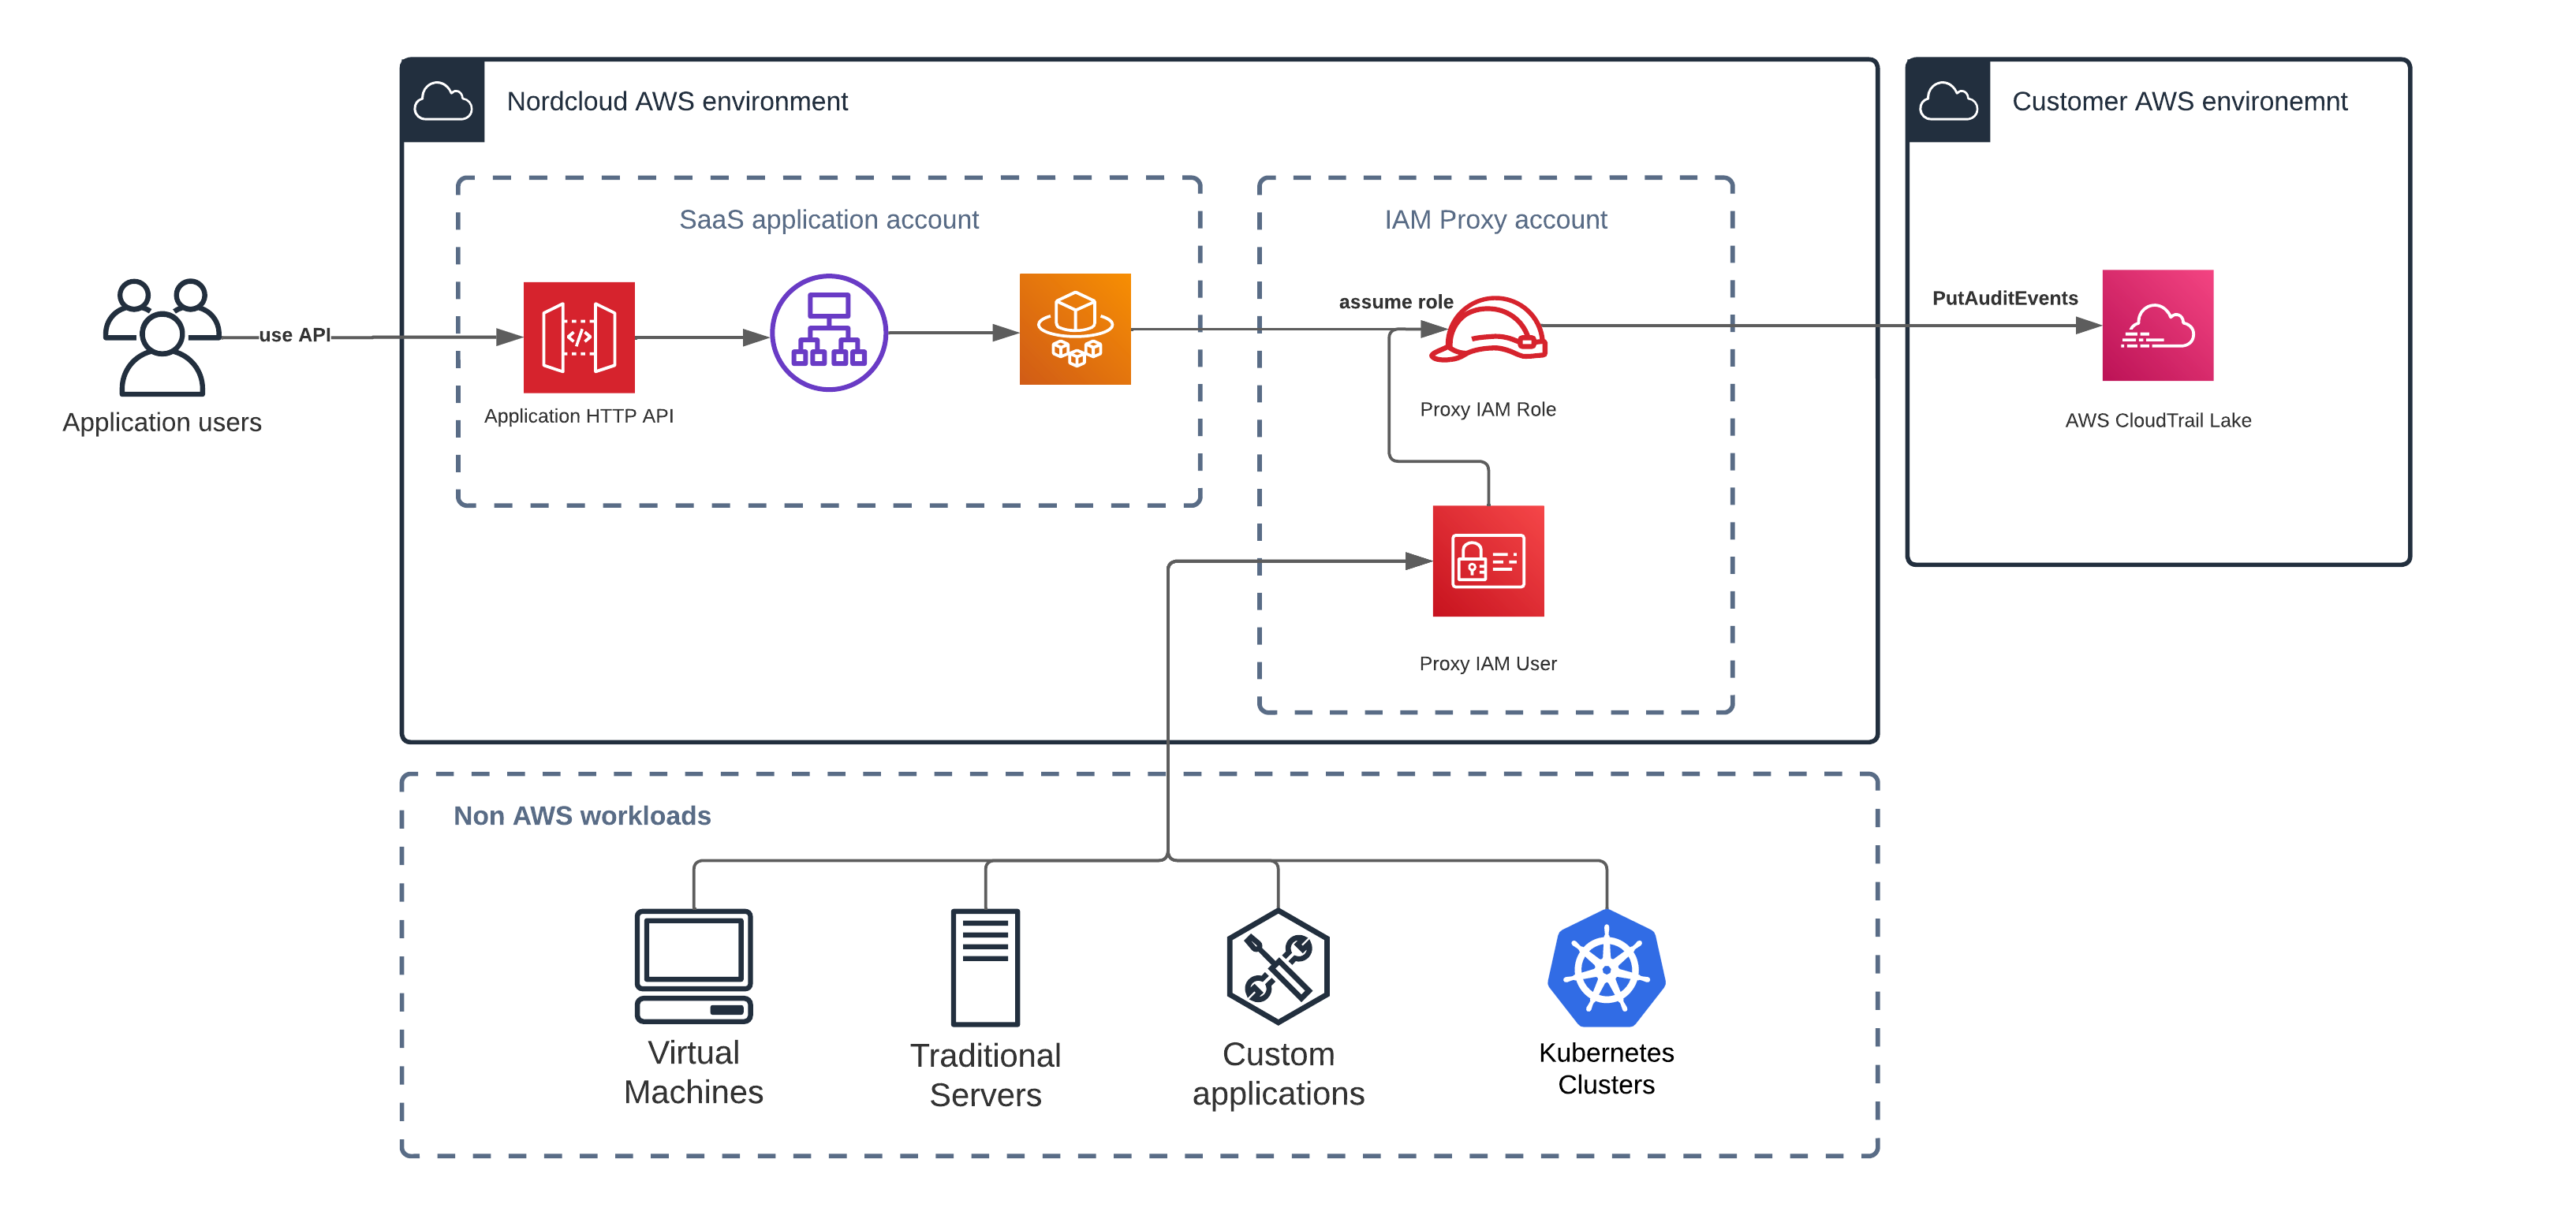 Nordcloud AWS environment
Customer AWS environemnt
SaaS application account
IAM Proxy account
use API
assume role
PutAuditEvents
Application users
Application HTTP API
Proxy IAM Role
AWS CloudTrail Lake
Proxy IAM User
Non AWS workloads
Virtual
Machines
Traditional
Servers
Custom
applications
Kubernetes
Clusters